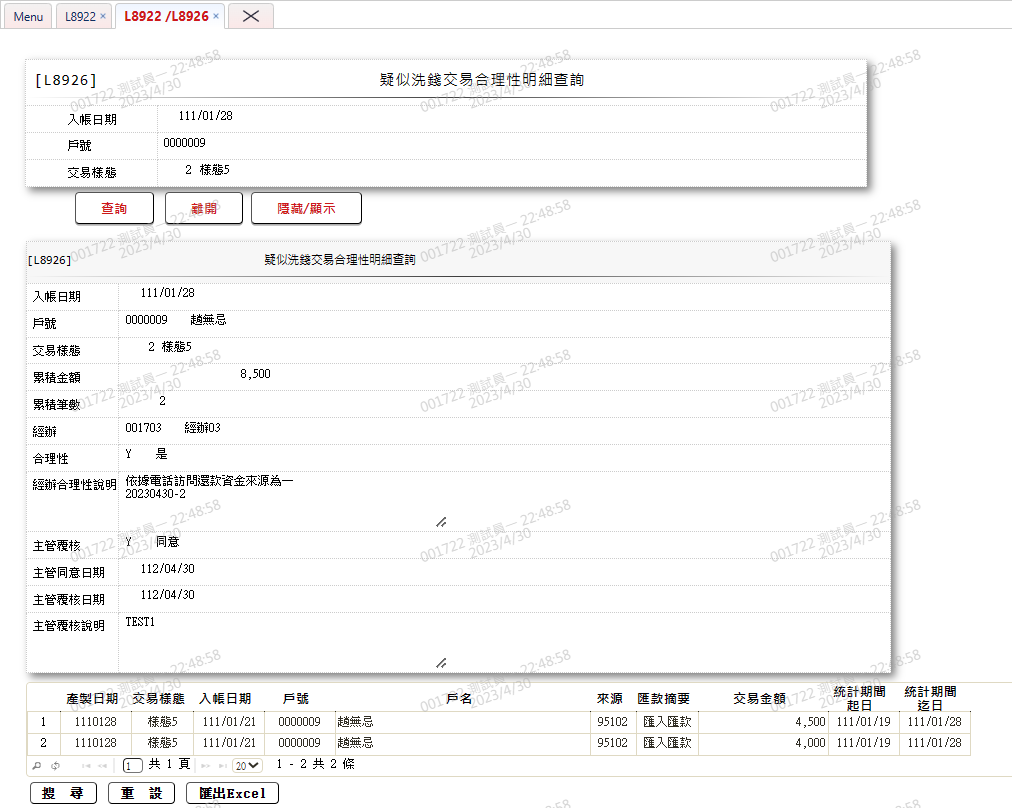 Menu L8922 × L8922 /L8926 ×
[L8926] 疑似洗錢交易合理性明細查詢
入帳日期 111/01/28
戶號 0000009
交易樣態 2 樣態5
查詢 離開 隱藏/顯示
[L8926] 疑似洗錢交易合理性明細查詢
入帳日期 111/01/28
戶號 0000009 趙無忌
交易樣態 2 樣態5
累積金額 8,500
累積筆數 2
經辦 001703 經辦03
合理性 Y 是
經辦合理性說明 依據電話訪問還款資金來源為一
20230430-2
主管覆核 Y 同意
主管同意日期 112/04/30
主管覆核日期 112/04/30
主管覆核說明 TEST1
產製日期 交易樣態 入帳日期 戶號 戶名 來源 匯款摘要 交易金額 統計期間起日 統計期間迄日
1 1110128 樣態5 111/01/21 0000009 趙無忌 95102 匯入匯款 4,500 111/01/19 111/01/28
2 1110128 樣態5 111/01/21 0000009 趙無忌 95102 匯入匯款 4,000 111/01/19 111/01/28
1 共 1 頁 20 1 - 2 共 2 條
搜 尋 重 設 匯出Excel
001722 測試員一 22:48:58
2023/4/30